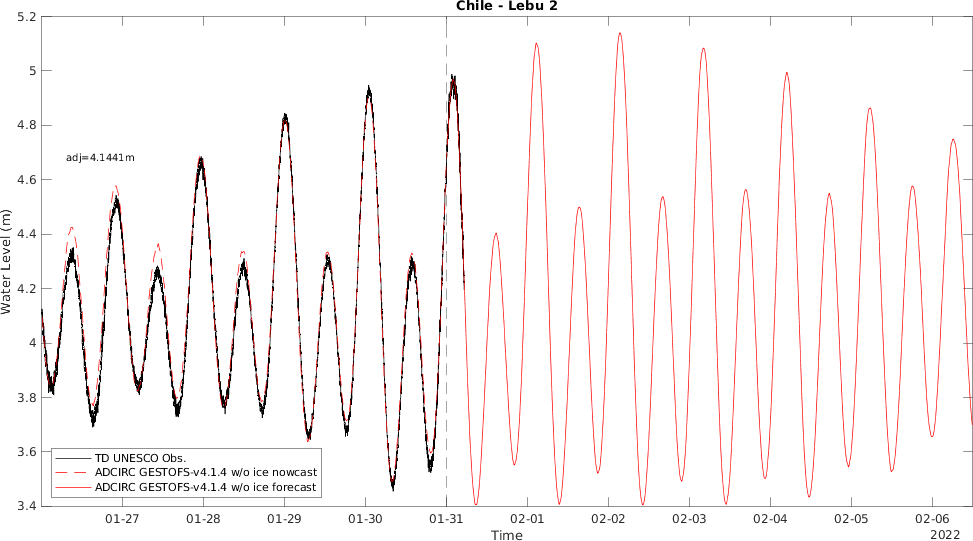 Chile - Lebu 2
5.2
5
4.8
4.6
4.4
4.2
4
3.8
3.6
3.4
Water Level (m)
adj=4.1441m
TD UNESCO Obs.
ADCIRC GESTOFS-v4.1.4 w/o ice nowcast
ADCIRC GESTOFS-v4.1.4 w/o ice forecast
01-27 01-28 01-29 01-30 01-31 02-01 02-02 02-03 02-04 02-05 02-06
Time
2022